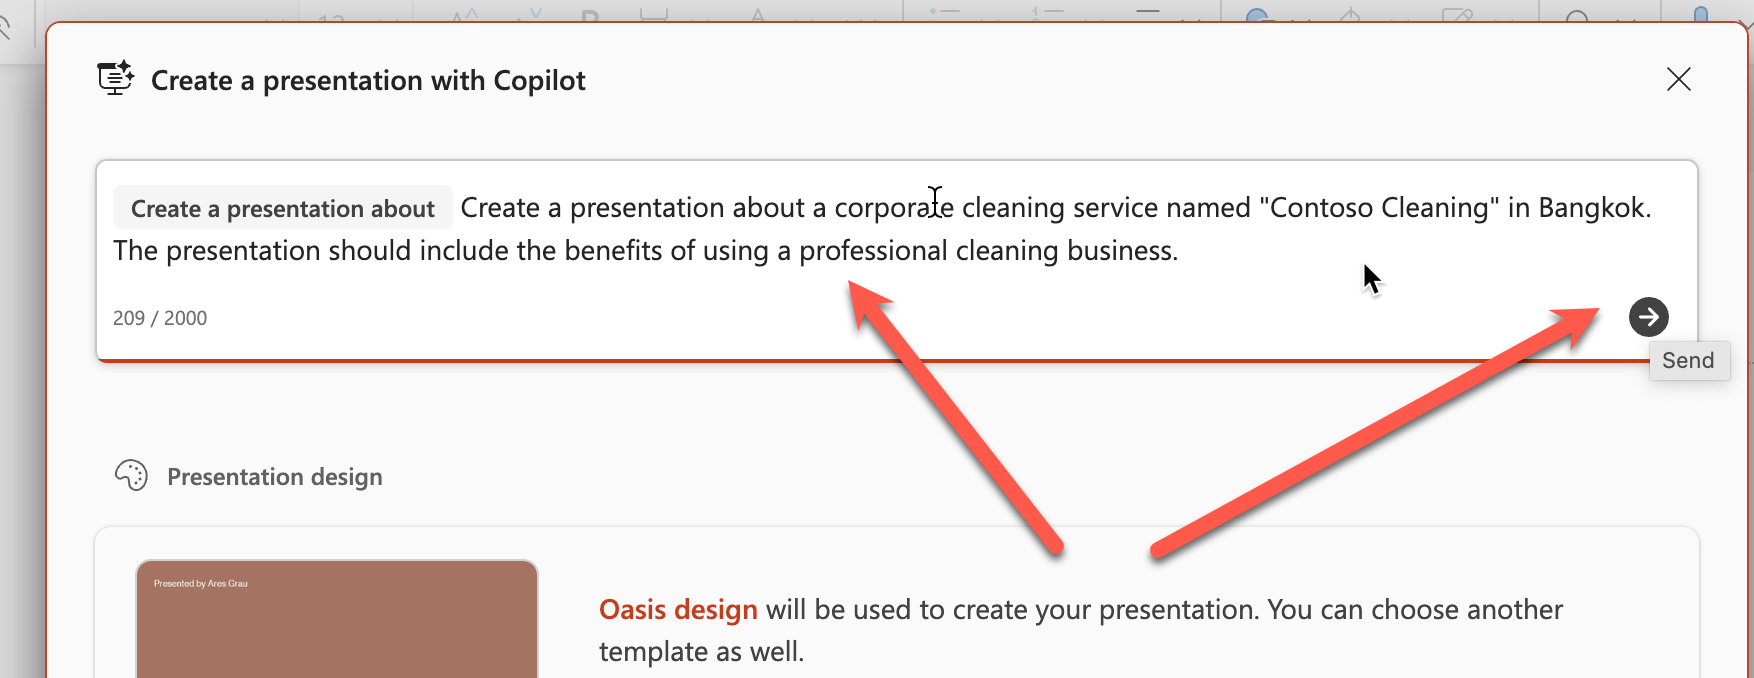 Create a presentation with Copilot
Create a presentation about Create a presentation about a corporate cleaning service named "Contoso Cleaning" in Bangkok.
The presentation should include the benefits of using a professional cleaning business.
209 / 2000
Send
Presentation design
Presented by Ares Grau
Oasis design will be used to create your presentation. You can choose another
template as well.